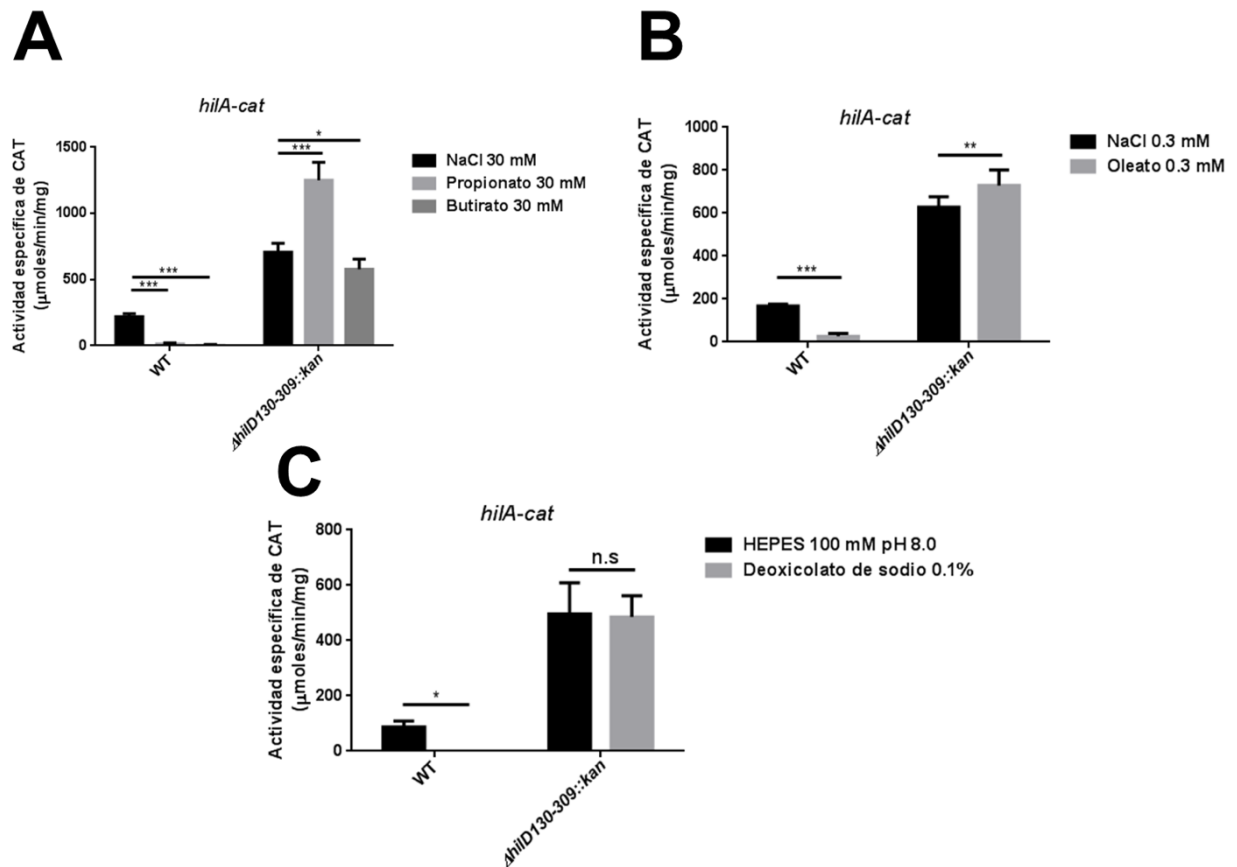 A
hilA-cat
Actividad específica de CAT
(µmoles/min/mg)
1500
1000
500
0
*
***
***
***
WT
ΔhilD130-309::kan
NaCl 30 mM
Propionato 30 mM
Butirato 30 mM
B
hilA-cat
Actividad específica de CAT
(µmoles/min/mg)
1000
800
600
400
200
0
**
***
WT
ΔhilD130-309::kan
NaCl 0.3 mM
Oleato 0.3 mM
C
hilA-cat
Actividad específica de CAT
(µmoles/min/mg)
800
600
400
200
0
n.s
*
WT
ΔhilD130-309::kan
HEPES 100 mM pH 8.0
Deoxicolato de sodio 0.1%